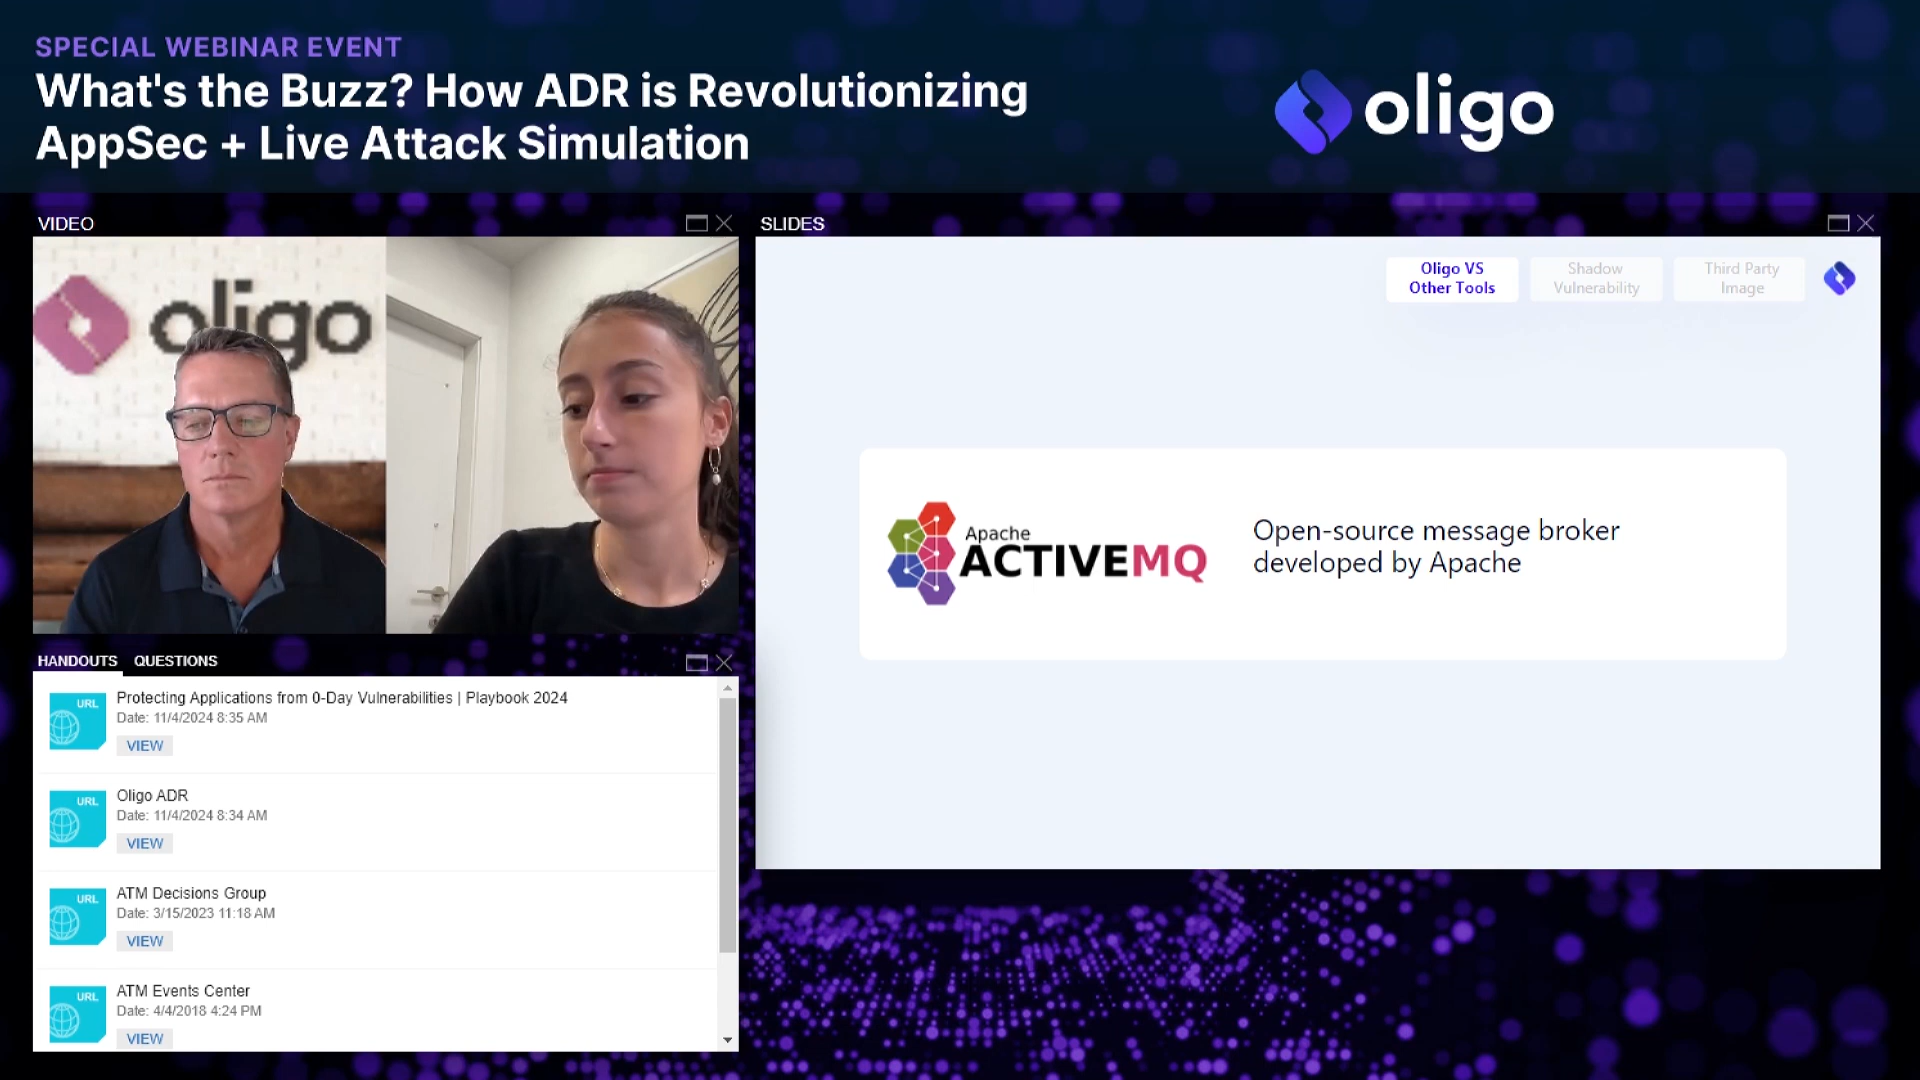 SPECIAL WEBINAR EVENT
What's the Buzz? How ADR is Revolutionizing
AppSec + Live Attack Simulation
oligo
VIDEO
oligo
SLIDES
Oligo VS
Other Tools
Shadow
Vulnerability
Third Party
Image
Apache
ACTIVEMQ
Open-source message broker
developed by Apache
HANDOUTS QUESTIONS
URL
Protecting Applications from 0-Day Vulnerabilities | Playbook 2024
Date: 11/4/2024 8:35 AM
VIEW
URL
Oligo ADR
Date: 11/4/2024 8:34 AM
VIEW
URL
ATM Decisions Group
Date: 3/15/2023 11:18 AM
VIEW
URL
ATM Events Center
Date: 4/4/2018 4:24 PM
VIEW